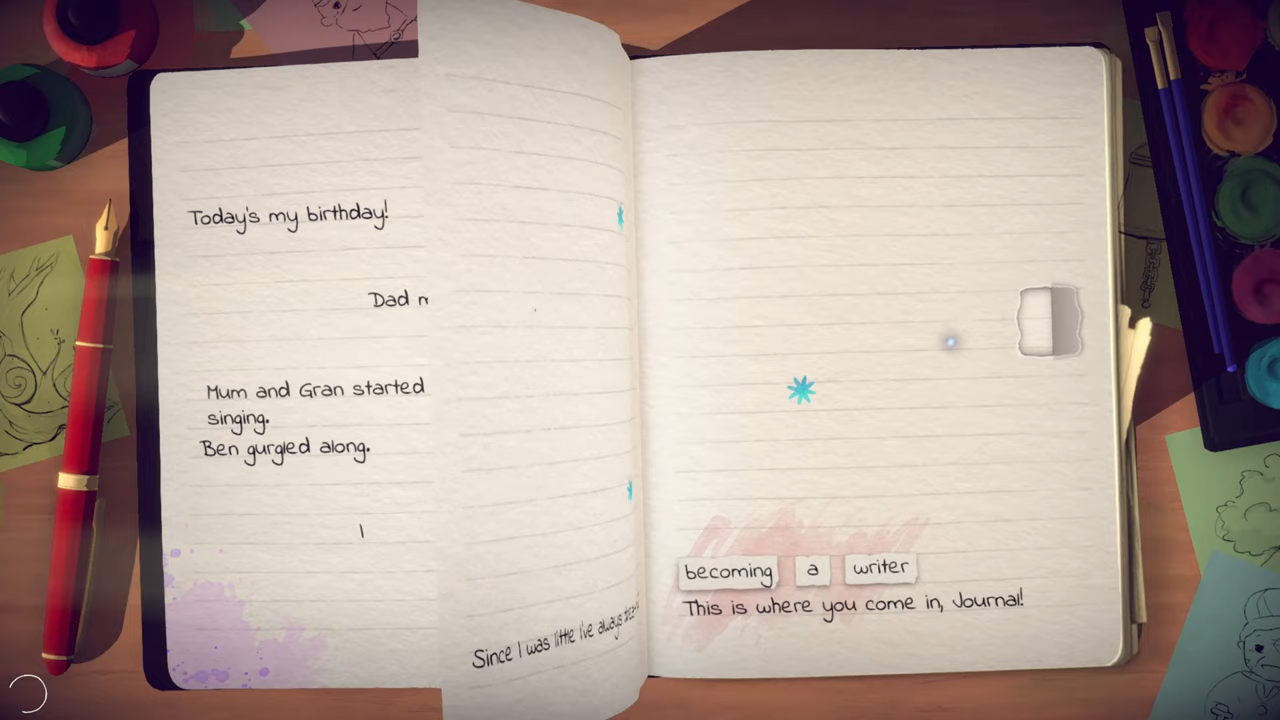 Today's my birthday!
Dad
Mum and Gran started
singing.
Ben gurgled along.
I
Since I was little I've always
becoming a writer
This is where you come in, Journal!